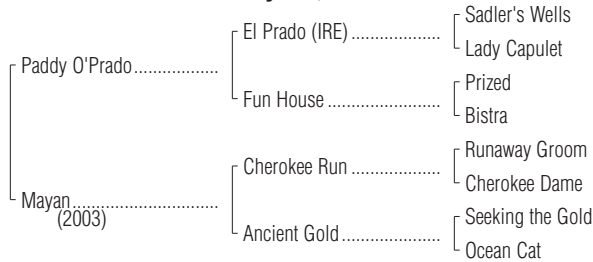 Sadler's Wells
El Prado (IRE)
Lady Capulet
Paddy O'Prado
Prized
Fun House
Bistra
Runaway Groom
Cherokee Run
Cherokee Dame
Mayan
(2003)
Seeking the Gold
Ancient Gold
Ocean Cat